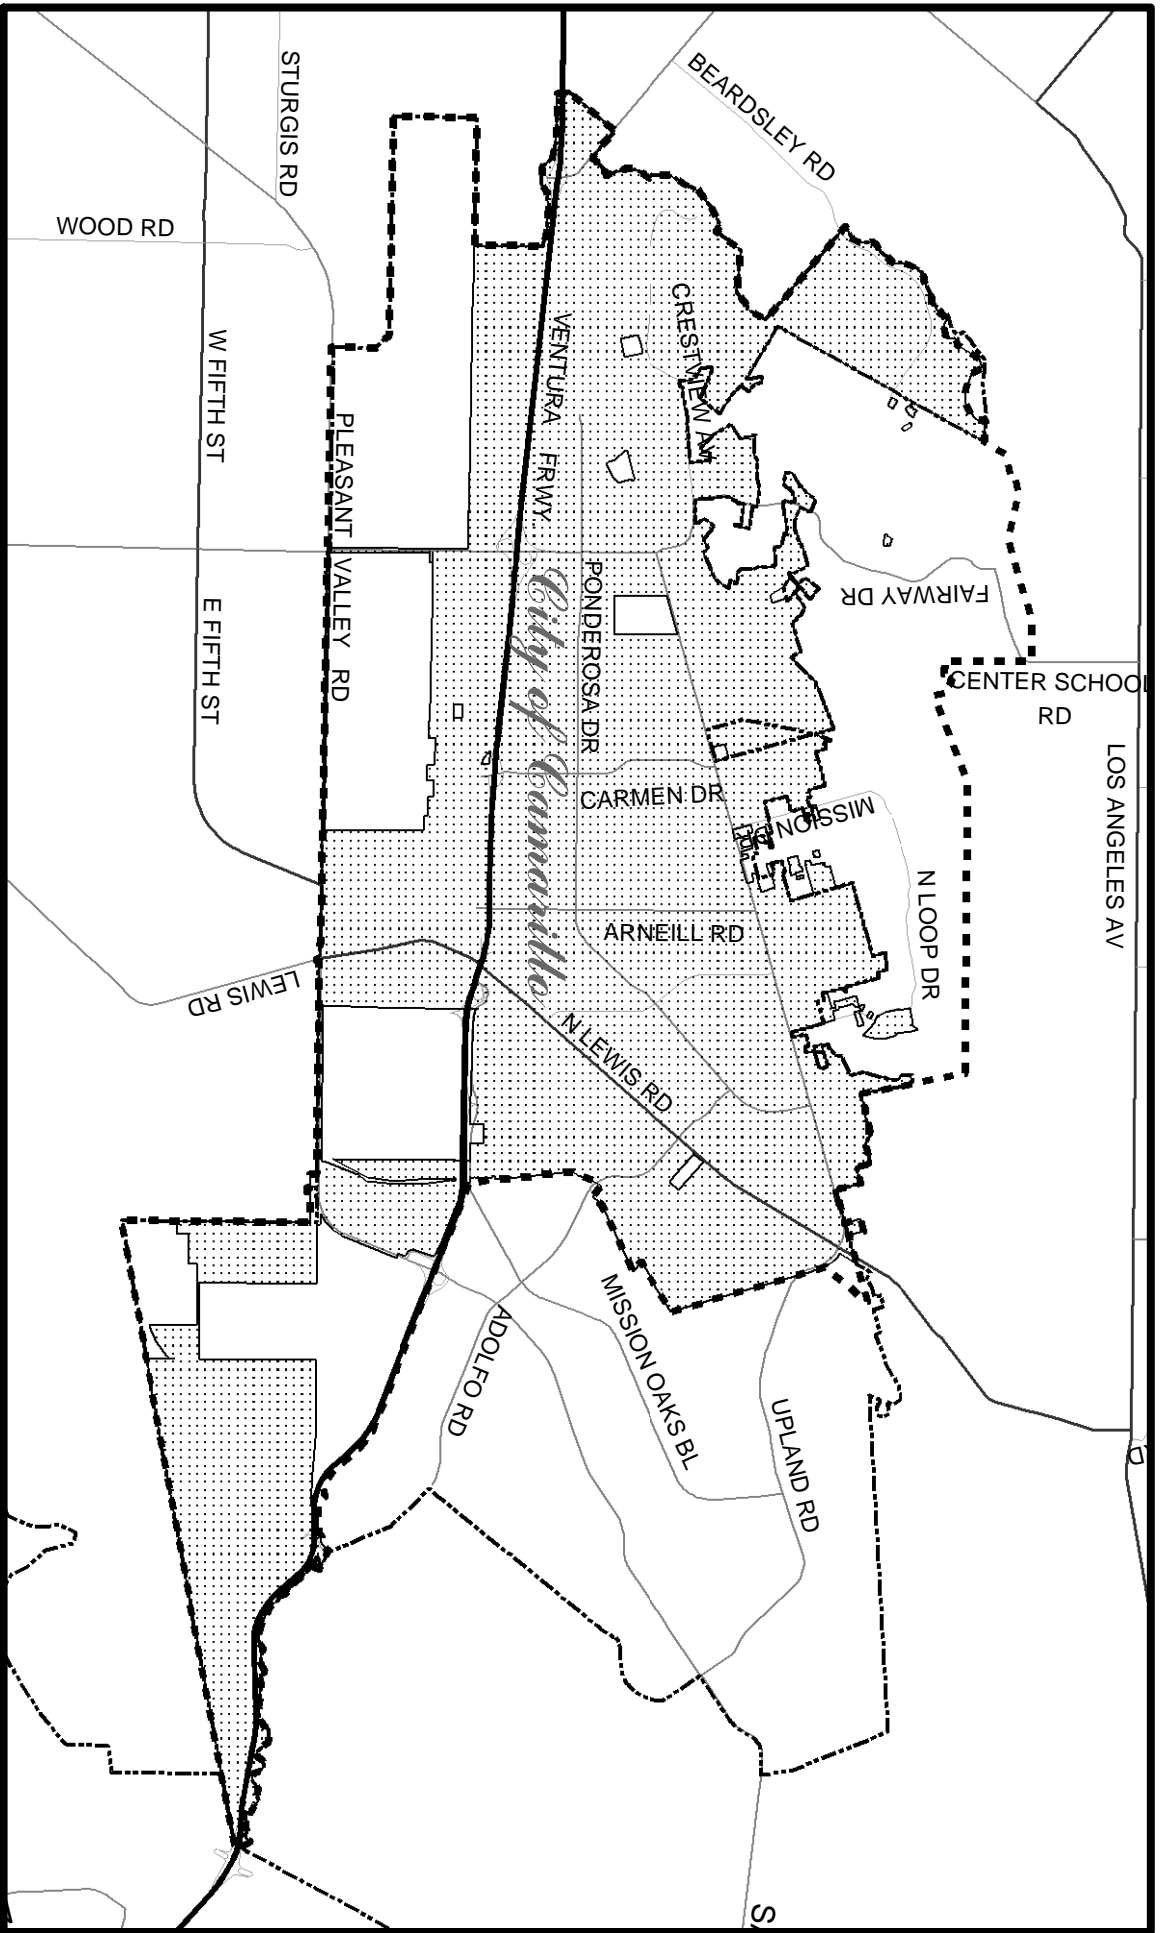 STURGIS RD
BEARDSLEY RD
WOOD RD
W FIFTH ST
PLEASANT VALLEY RD
VENTURA FRWY
CRESTVIEW AV
E FIFTH ST
PONDEROSA DR
FAIRWAY DR
City of Camarillo
CENTER SCHOOL
RD
CARMEN DR
MISSION DR
LOS ANGELES AV
N LOOP DR
ARNEILL RD
LEWIS RD
N LEWIS RD
ADOLFO RD
MISSION OAKS BL
UPLAND RD